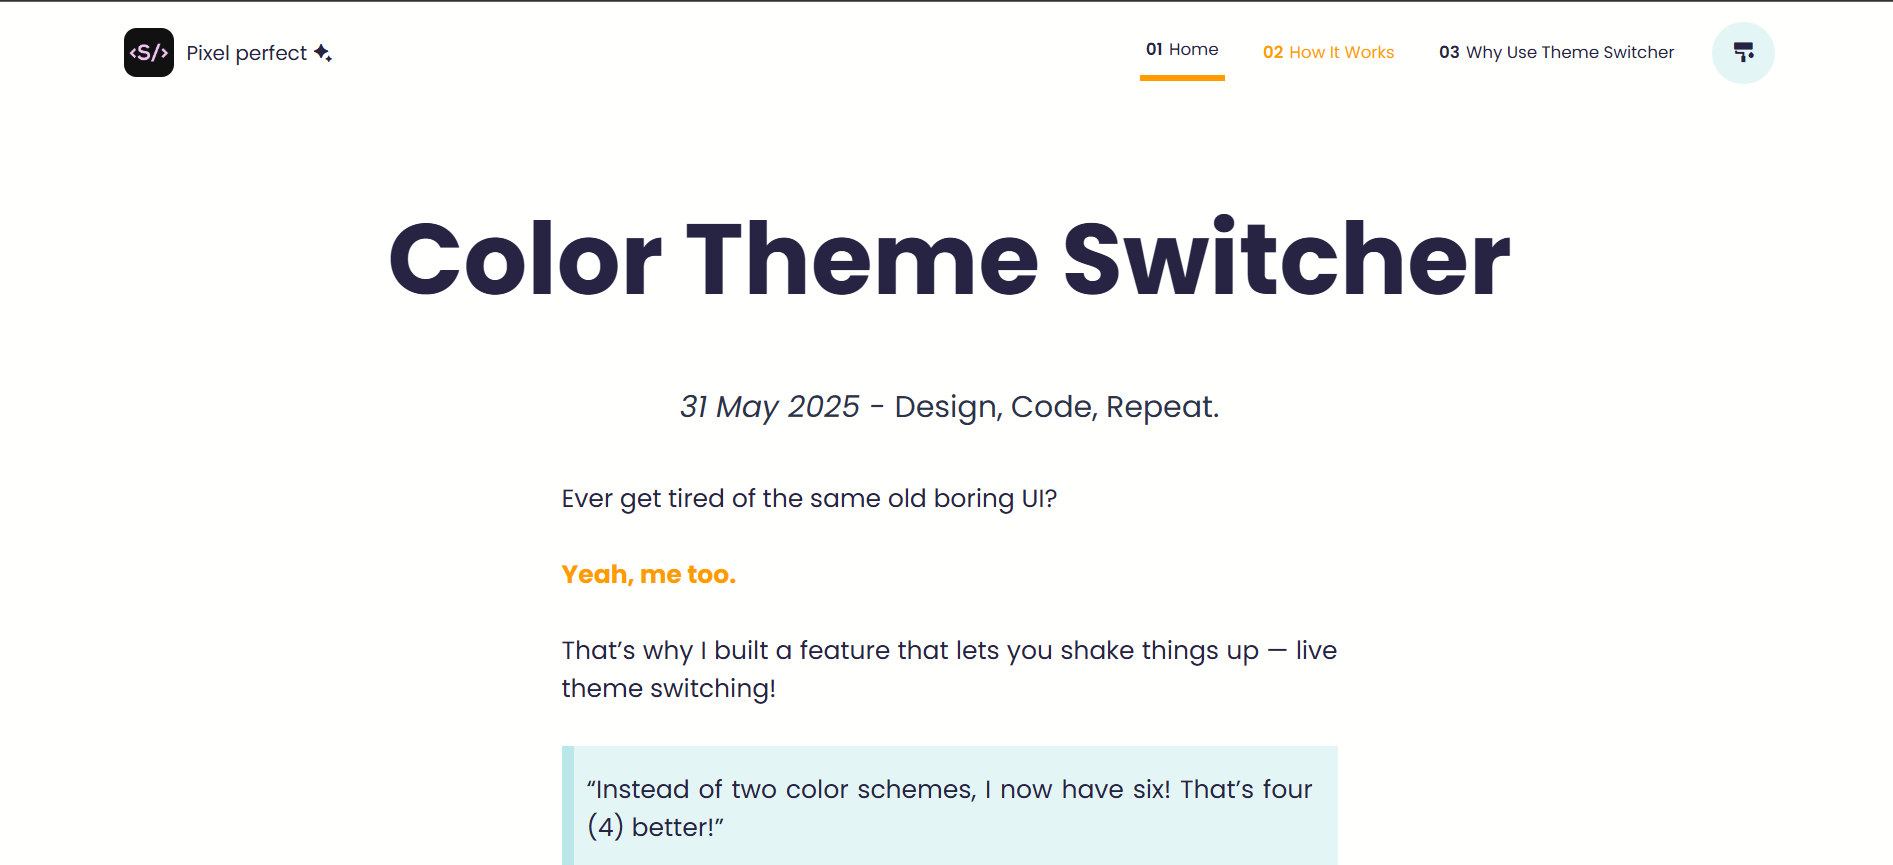 <S/> Pixel perfect
01 Home 02 How It Works 03 Why Use Theme Switcher
Color Theme Switcher
31 May 2025 - Design, Code, Repeat.
Ever get tired of the same old boring UI?
Yeah, me too.
That’s why I built a feature that lets you shake things up — live
theme switching!
“Instead of two color schemes, I now have six! That’s four
(4) better!”